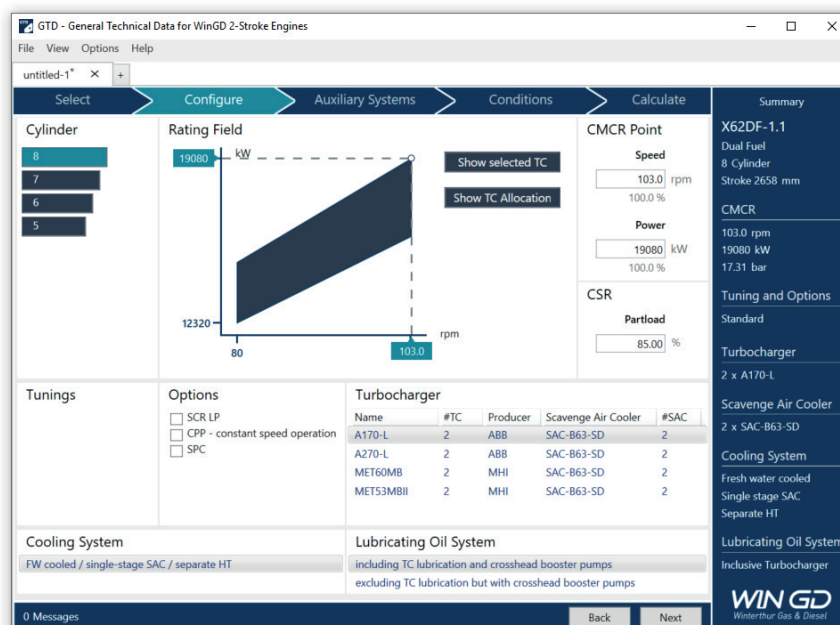 GTD - General Technical Data for WinGD 2-Stroke Engines
File View Options Help
untitled-1* × +
Select Configure Auxiliary Systems Conditions Calculate
Summary
Cylinder
8
7
6
5
Rating Field
19080 kW
12320
80
103.0
rpm
Show selected TC
Show TC Allocation
CMCR Point
Speed
103.0 rpm
100.0 %
Power
19080 kW
100.0 %
CSR
Partload
85.00 %
Tunings
Options
SCR LP
CPP - constant speed operation
SPC
Turbocharger
Name #TC Producer Scavenge Air Cooler #SAC
A170-L 2 ABB SAC-B63-SD 2
A270-L 2 ABB SAC-B63-SD 2
MET60MB 2 MHI SAC-B63-SD 2
MET53MBII 2 MHI SAC-B63-SD 2
Cooling System
FW cooled / single-stage SAC / separate HT
Lubricating Oil System
including TC lubrication and crosshead booster pumps
excluding TC lubrication but with crosshead booster pumps
X62DF-1.1
Dual Fuel
8 Cylinder
Stroke 2658 mm
CMCR
103.0 rpm
19080 kW
17.31 bar
Tuning and Options
Standard
Turbocharger
2 x A170-L
Scavenge Air Cooler
2 x SAC-B63-SD
Cooling System
Fresh water cooled
Single stage SAC
Separate HT
Lubricating Oil System
Inclusive Turbocharger
WIN GD
Winterthur Gas & Diesel
0 Messages
Back Next